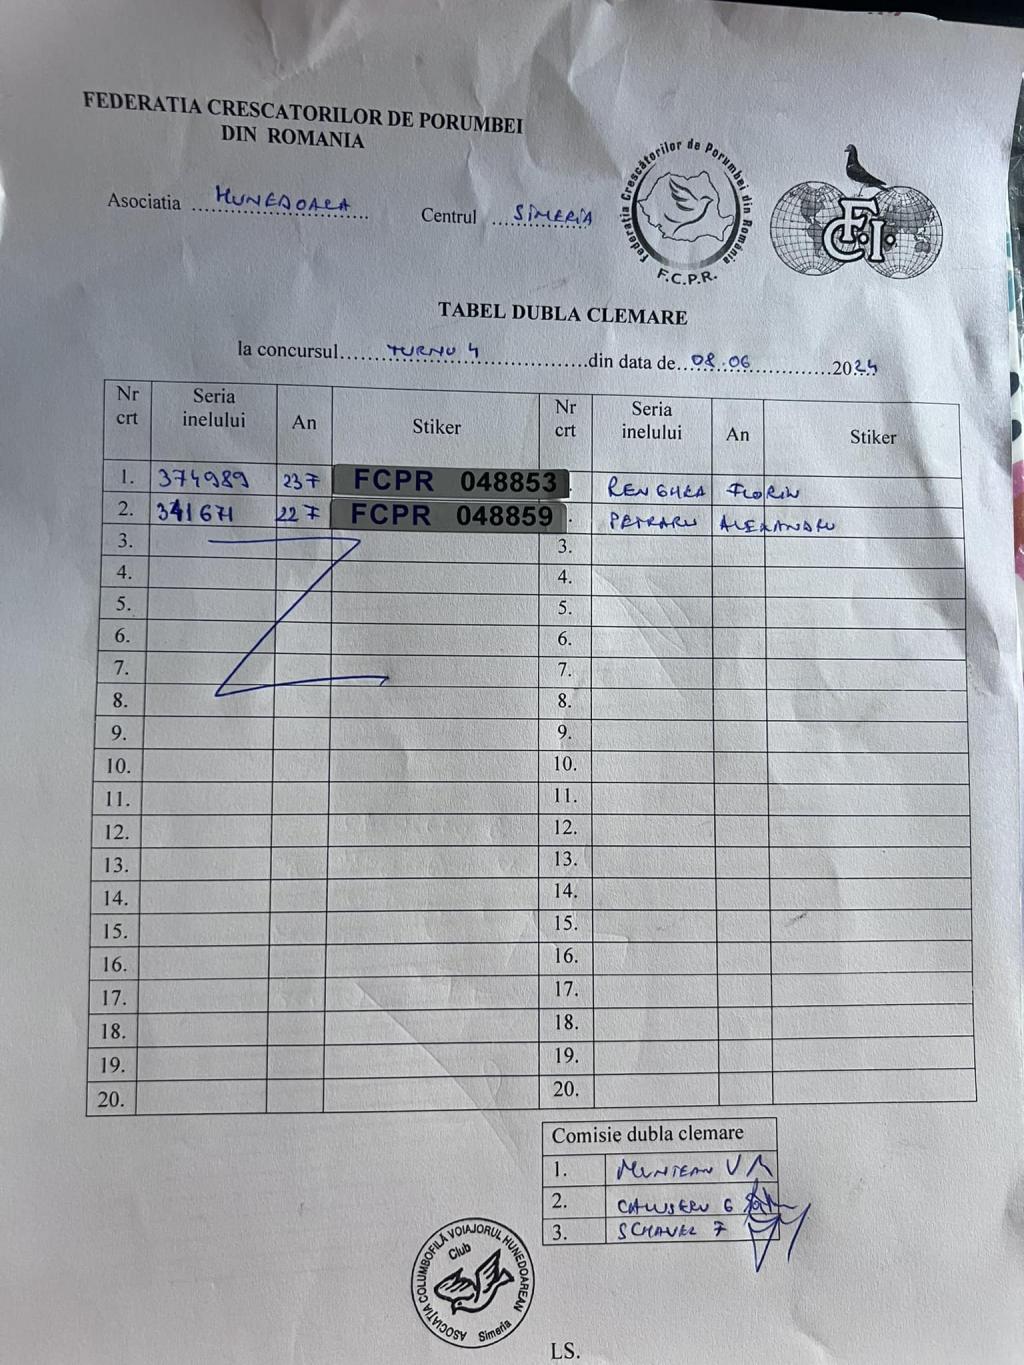 FEDERATIA CRESCATORILOR DE PORUMBEI
DIN ROMANIA
Asociatia HUNEDOARA Centrul SIMERIA
Federatia Crescătorilor de Porumbei din România
F.C.P.R.
FCI
TABEL DUBLA CLEMARE
la concursul TURNU 4 din data de 08.06 2024
Nr crt Seria inelului An Stiker Nr crt Seria inelului An Stiker
1. 374989 23 F FCPR 048853 . RENGHEA FLORIN
2. 341671 22 F FCPR 048859 . PETRARU ALEXANDRU
3. 3.
4. 4.
5. 5.
6. 6.
7. 7.
8. 8.
9. 9.
10. 10.
11. 11.
12. 12.
13. 13.
14. 14.
15. 15.
16. 16.
17. 17.
18. 18.
19. 19.
20. 20.
Comisie dubla clemare
1. MUNTEAN V
2.
3.
ASOCIAŢIA COLUMBOFILĂ VOIAJORUL HUNEDOAREAN
Club
Simeria
LS.